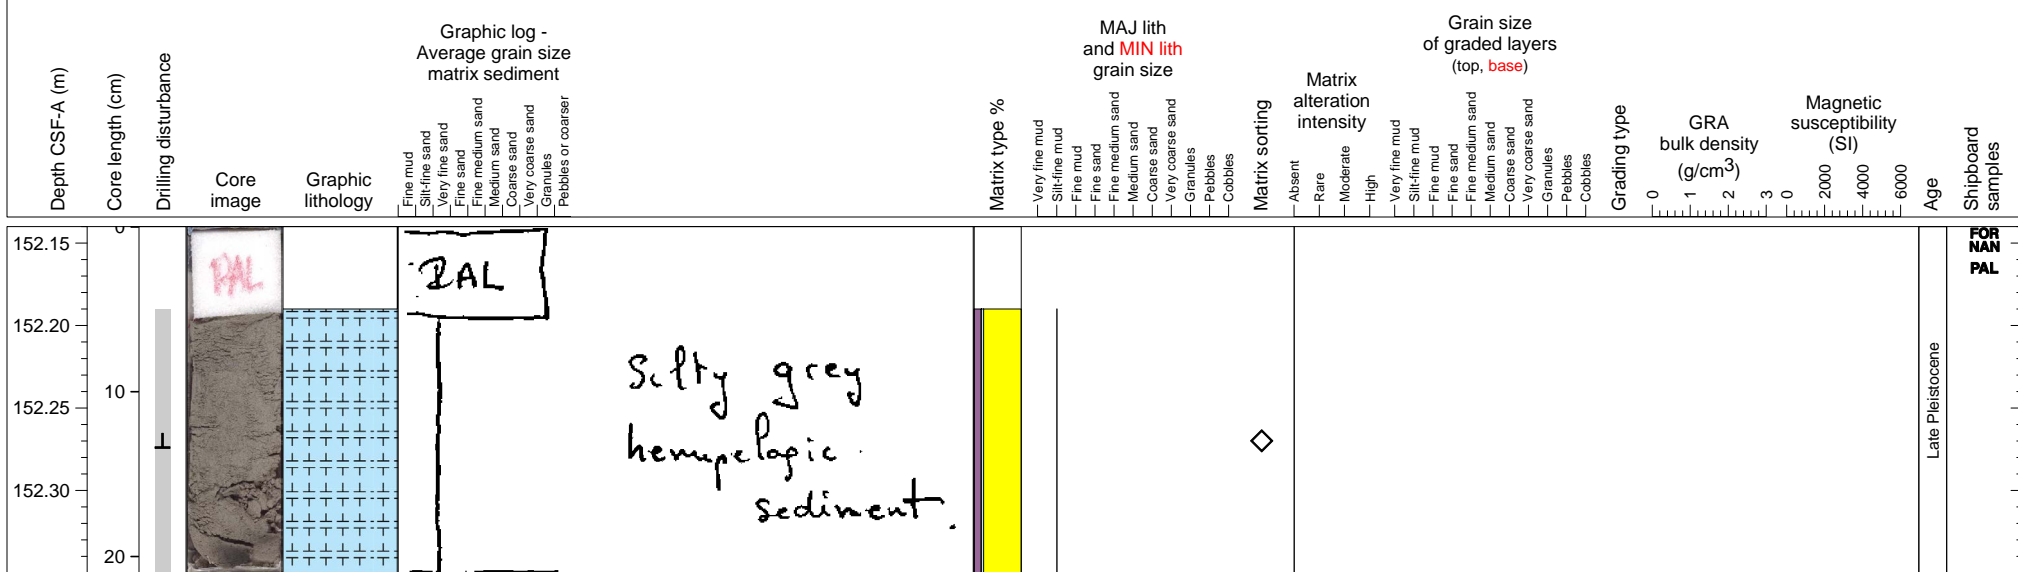 Depth CSF-A (m)
Core length (cm)
Drilling disturbance
Core
image
Graphic
lithology
Graphic log -
Average grain size
matrix sediment
Fine mud
Silt-fine sand
Very fine sand
Fine sand
Fine medium sand
Medium sand
Coarse sand
Very coarse sand
Granules
Pebbles or coarser
Matrix type %
MAJ lith
and MIN lith
grain size
Very fine mud
Silt-fine mud
Fine mud
Fine sand
Fine medium sand
Medium sand
Coarse sand
Very coarse sand
Granules
Pebbles
Cobbles
Matrix sorting
Matrix
alteration
intensity
Absent
Rare
Moderate
High
Grain size
of graded layers
(top, base)
Very fine mud
Silt-fine mud
Fine mud
Fine sand
Fine medium sand
Medium sand
Coarse sand
Very coarse sand
Granules
Pebbles
Cobbles
Grading type
GRA
bulk density
(g/cm3)
0 1 2 3
Magnetic
susceptibility
(SI)
0 2000 4000 6000
Age
Shipboard
samples
152.15
152.20
152.25
152.30
0
10
20
PAL
PAL
Silty grey
hemipelagic
sediment.
Late Pleistocene
FOR
NAN
PAL